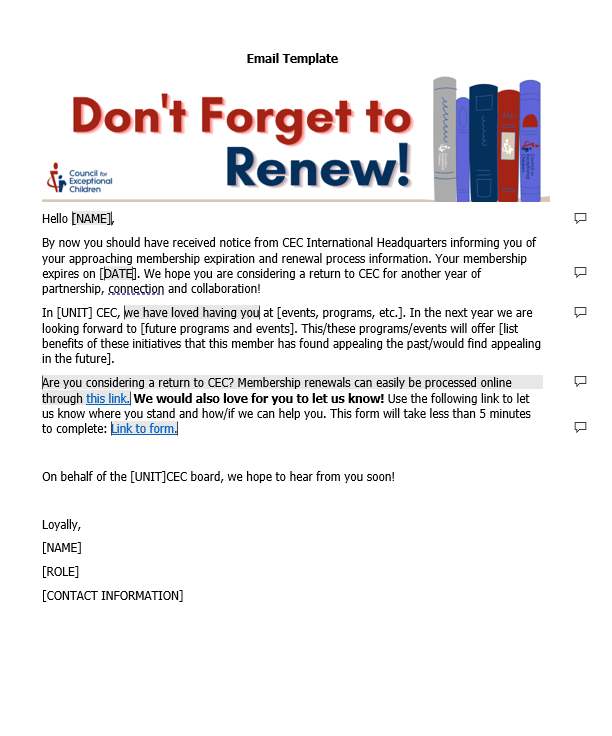 Email Template
Don't Forget to
Renew!
Council for
Exceptional
Children
Hello [NAME],
By now you should have received notice from CEC International Headquarters informing you of
your approaching membership expiration and renewal process information. Your membership
expires on [DATE]. We hope you are considering a return to CEC for another year of
partnership, connection and collaboration!
In [UNIT] CEC, we have loved having you at [events, programs, etc.]. In the next year we are
looking forward to [future programs and events]. This/these programs/events will offer [list
benefits of these initiatives that this member has found appealing the past/would find appealing
in the future].
Are you considering a return to CEC? Membership renewals can easily be processed online
through this link. We would also love for you to let us know! Use the following link to let
us know where you stand and how/if we can help you. This form will take less than 5 minutes
to complete: Link to form.
On behalf of the [UNIT]CEC board, we hope to hear from you soon!
Loyally,
[NAME]
[ROLE]
[CONTACT INFORMATION]